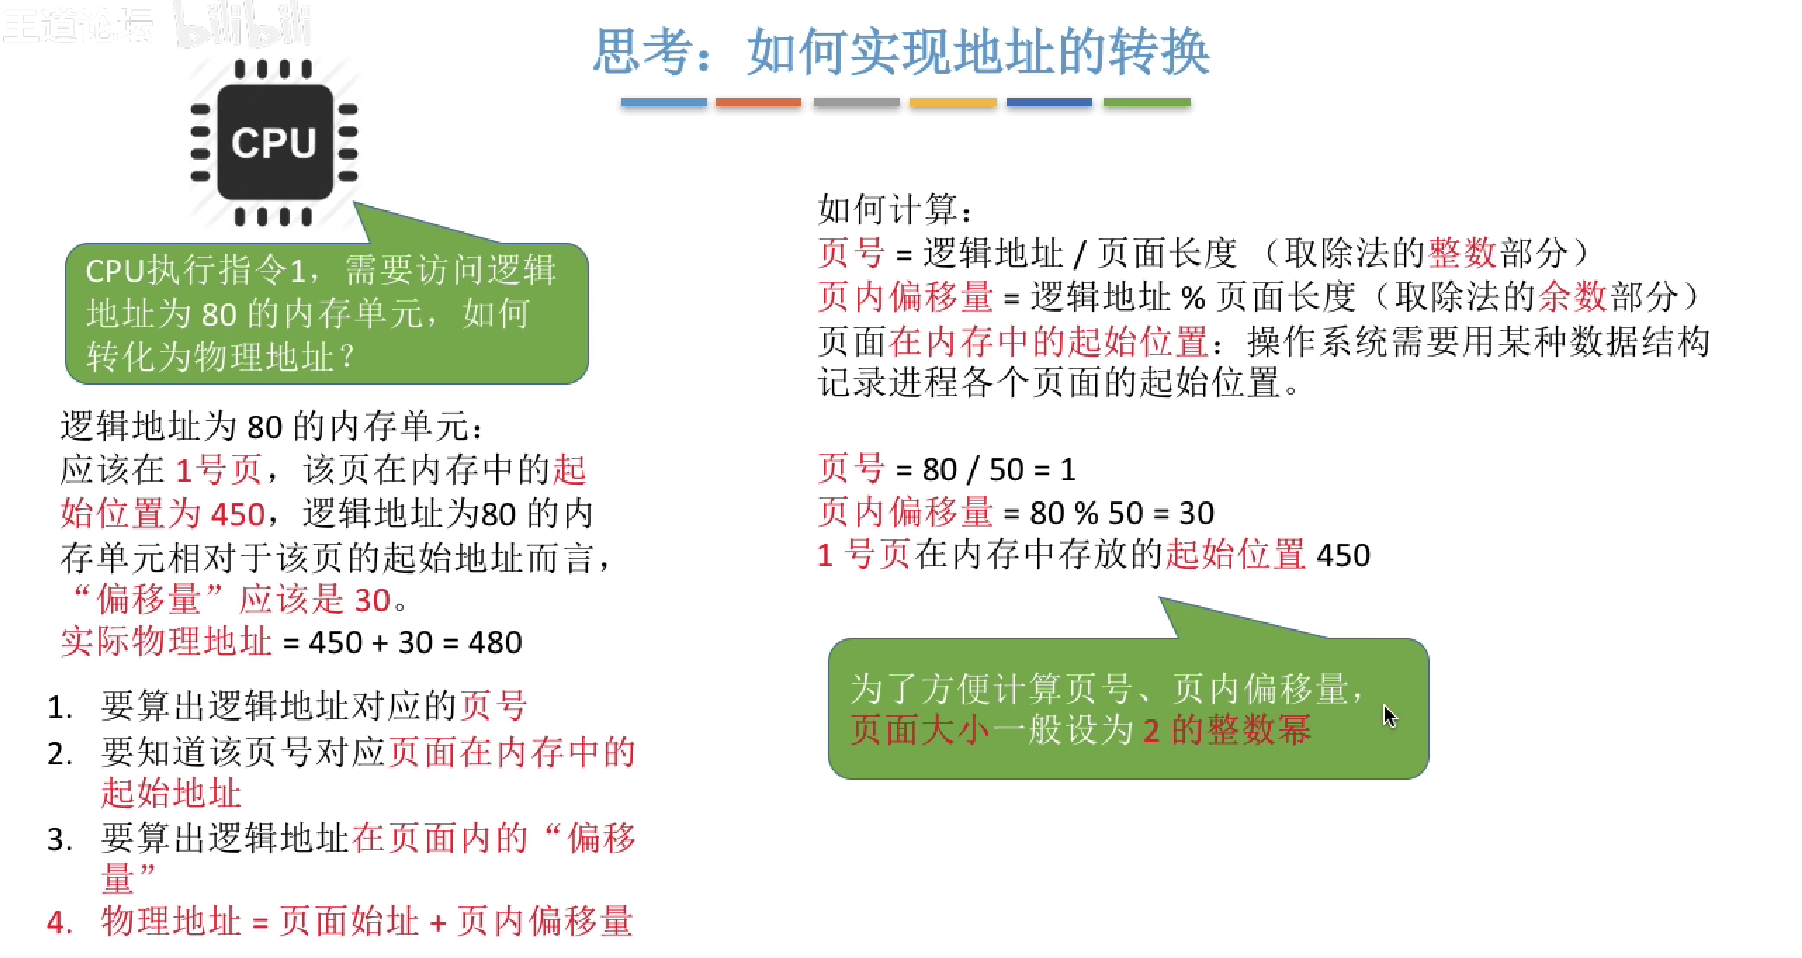 王道论坛 bilibili
思考：如何实现地址的转换
CPU
CPU执行指令1，需要访问逻辑
地址为 80 的内存单元，如何
转化为物理地址？
逻辑地址为 80 的内存单元：
应该在 1号页，该页在内存中的起
始位置为 450，逻辑地址为80 的内
存单元相对于该页的起始地址而言，
“偏移量”应该是 30。
实际物理地址 = 450 + 30 = 480
1. 要算出逻辑地址对应的页号
2. 要知道该页号对应页面在内存中的
起始地址
3. 要算出逻辑地址在页面内的“偏移
量”
4. 物理地址 = 页面始址 + 页内偏移量
如何计算：
页号 = 逻辑地址 / 页面长度 （取除法的整数部分）
页内偏移量 = 逻辑地址 % 页面长度（取除法的余数部分）
页面在内存中的起始位置：操作系统需要用某种数据结构
记录进程各个页面的起始位置。
页号 = 80 / 50 = 1
页内偏移量 = 80 % 50 = 30
1 号页在内存中存放的起始位置 450
为了方便计算页号、页内偏移量，
页面大小一般设为 2 的整数幂